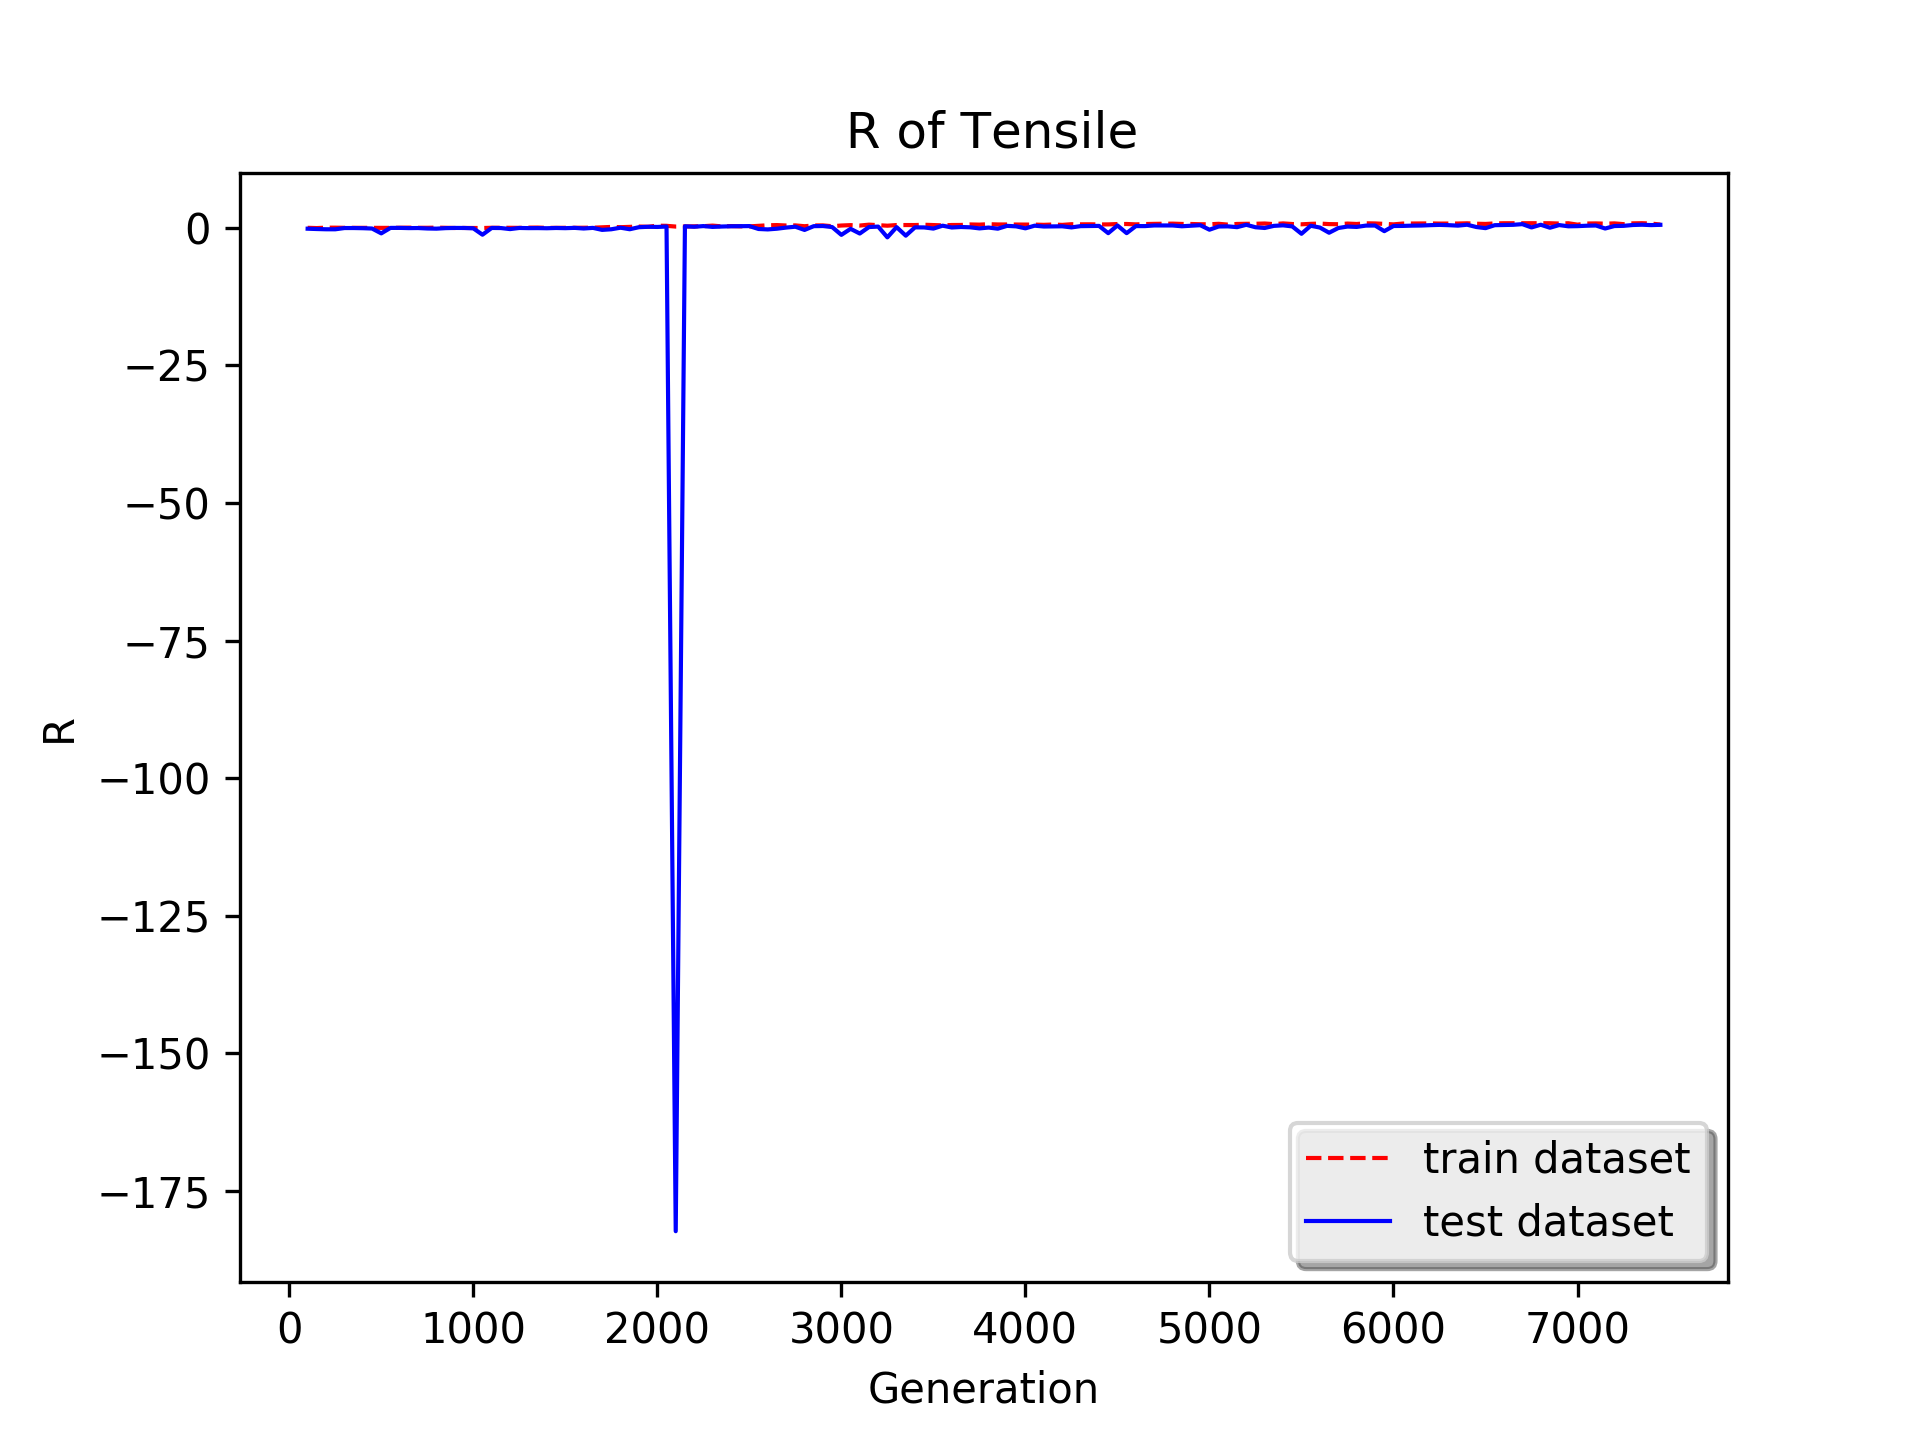 R of Tensile
0
−25
−50
−75
−100
−125
−150
−175
R
0 1000 2000 3000 4000 5000 6000 7000
Generation
train dataset
test dataset